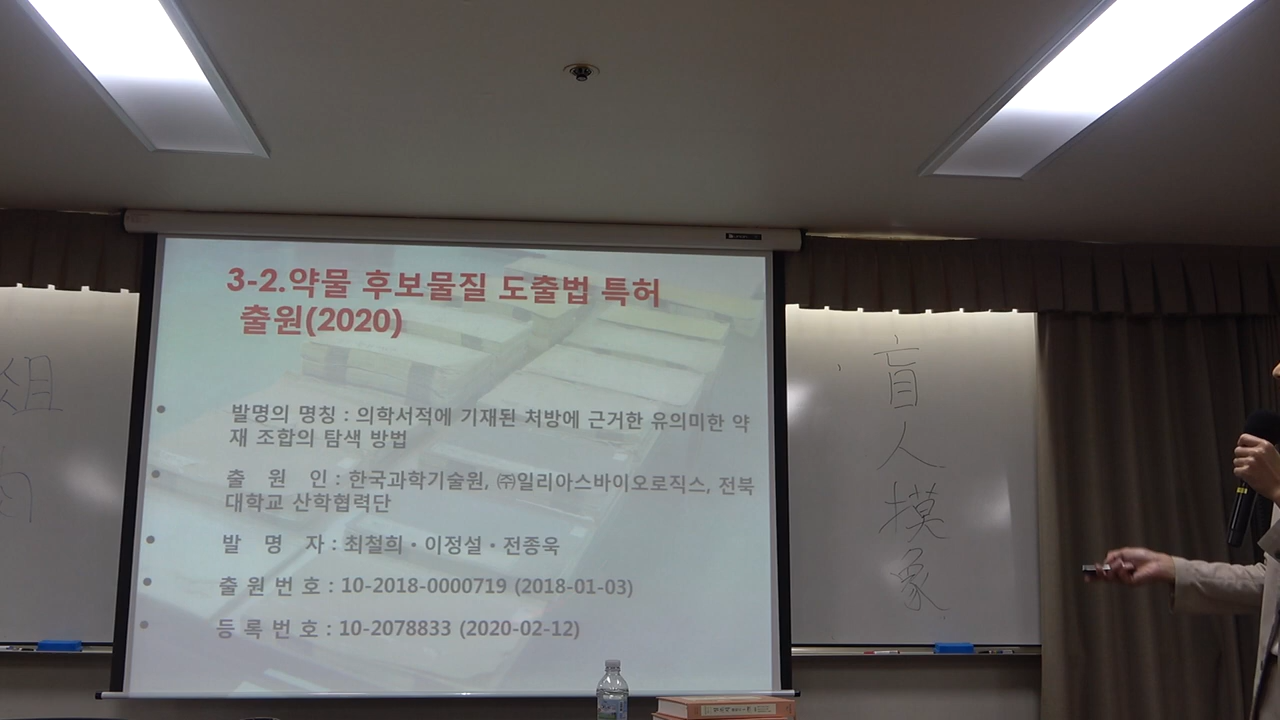 3-2.약물 후보물질 도출법 특허
출원(2020)
• 발명의 명칭 : 의학서적에 기재된 처방에 근거한 유의미한 약
재 조합의 탐색 방법
• 출 원 인 : 한국과학기술원, ㈜일리아스바이오로직스, 전북
대학교 산학협력단
• 발 명 자 : 최철희・이정설・전종욱
• 출 원 번 호 : 10-2018-0000719 (2018-01-03)
• 등 록 번 호 : 10-2078833 (2020-02-12)
盲
人
摸
象
組